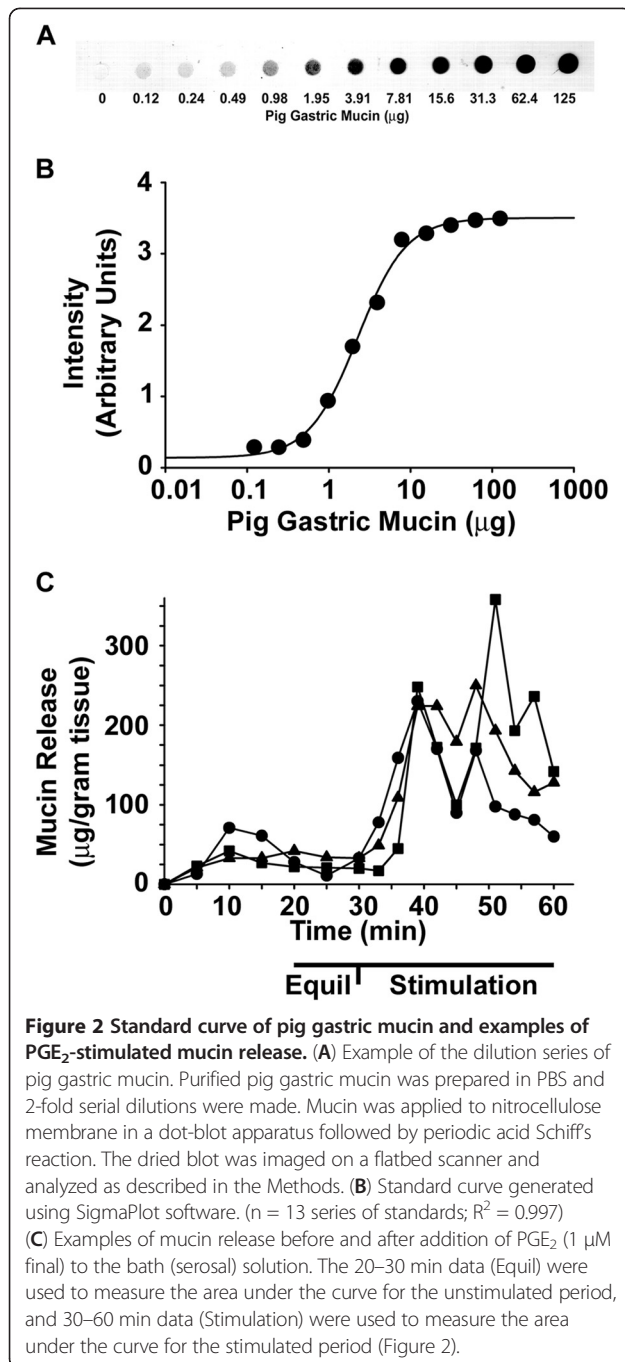 A
0 0.12 0.24 0.49 0.98 1.95 3.91 7.81 15.6 31.3 62.4 125
Pig Gastric Mucin (µg)
B
4
3
2
1
0
Intensity
(Arbitrary Units)
0.01 0.1 1 10 100 1000
Pig Gastric Mucin (µg)
C
300
200
100
0
Mucin Release
(µg/gram tissue)
0 10 20 30 40 50 60
Time (min)
Equil Stimulation
Figure 2 Standard curve of pig gastric mucin and examples of
PGE₂-stimulated mucin release. (A) Example of the dilution series of
pig gastric mucin. Purified pig gastric mucin was prepared in PBS and
2-fold serial dilutions were made. Mucin was applied to nitrocellulose
membrane in a dot-blot apparatus followed by periodic acid Schiff's
reaction. The dried blot was imaged on a flatbed scanner and
analyzed as described in the Methods. (B) Standard curve generated
using SigmaPlot software. (n = 13 series of standards; R² = 0.997)
(C) Examples of mucin release before and after addition of PGE₂ (1 µM
final) to the bath (serosal) solution. The 20–30 min data (Equil) were
used to measure the area under the curve for the unstimulated period,
and 30–60 min data (Stimulation) were used to measure the area
under the curve for the stimulated period (Figure 2).